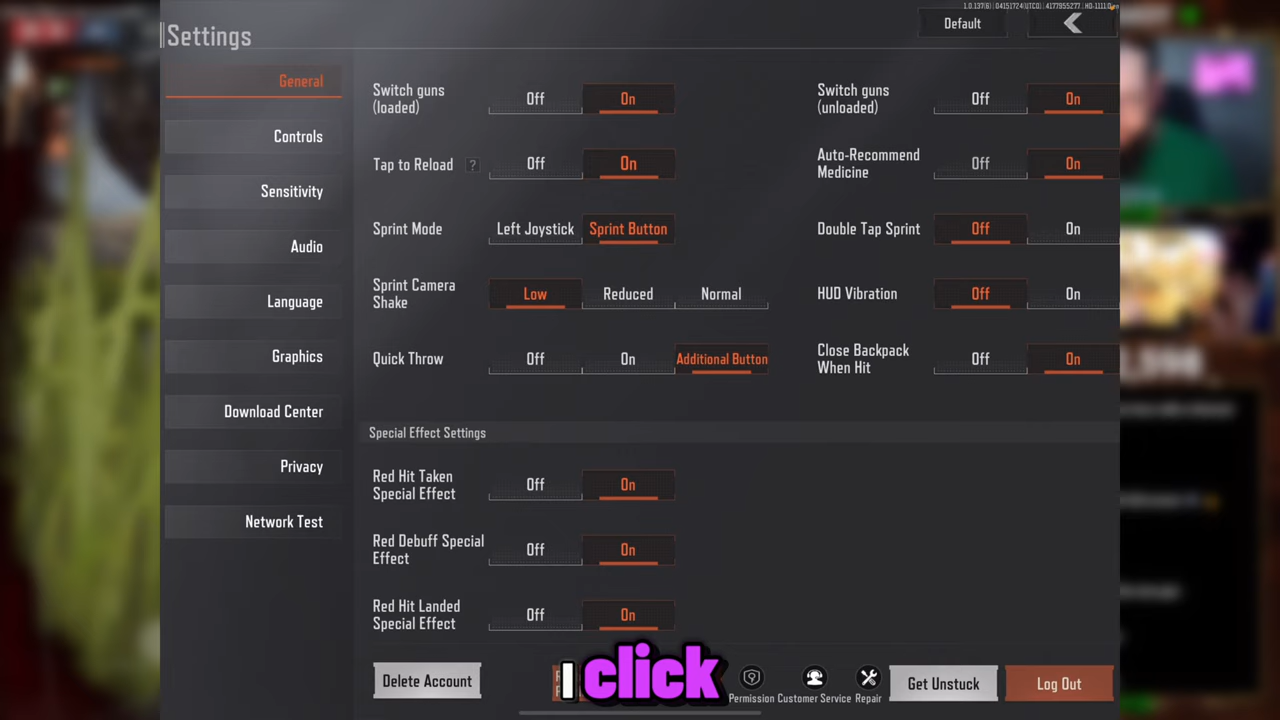 Settings
Default
General
Controls
Sensitivity
Audio
Language
Graphics
Download Center
Privacy
Network Test
Switch guns
(loaded)
Off
On
Switch guns
(unloaded)
Off
On
Tap to Reload
?
Off
On
Auto-Recommend
Medicine
Off
On
Sprint Mode
Left Joystick
Sprint Button
Double Tap Sprint
Off
On
Sprint Camera
Shake
Low
Reduced
Normal
HUD Vibration
Off
On
Quick Throw
Off
On
Additional Button
Close Backpack
When Hit
Off
On
Special Effect Settings
Red Hit Taken
Special Effect
Off
On
Red Debuff Special
Effect
Off
On
Red Hit Landed
Special Effect
Off
On
Delete Account
I click
Permission
Customer Service
Repair
Get Unstuck
Log Out